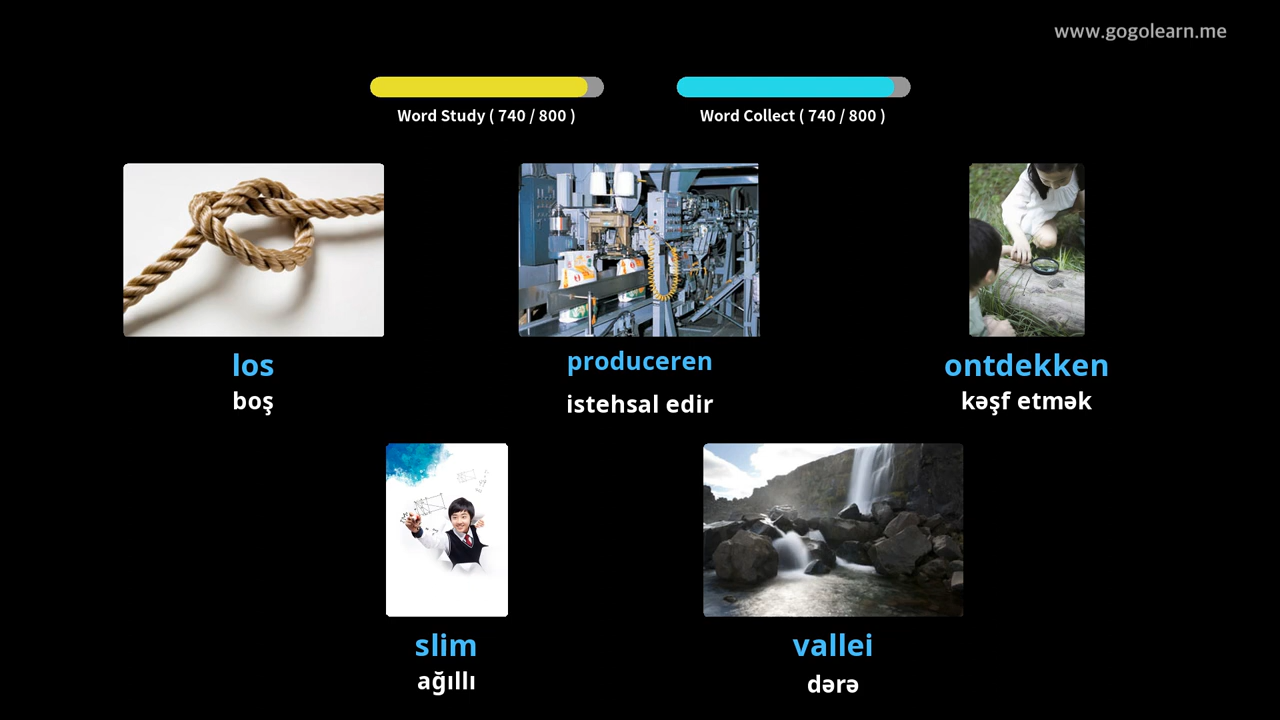 www.gogolearn.me
Word Study ( 740 / 800 )
Word Collect ( 740 / 800 )
los
boş
produceren
istehsal edir
ontdekken
kəşf etmək
slim
ağıllı
vallei
dərə